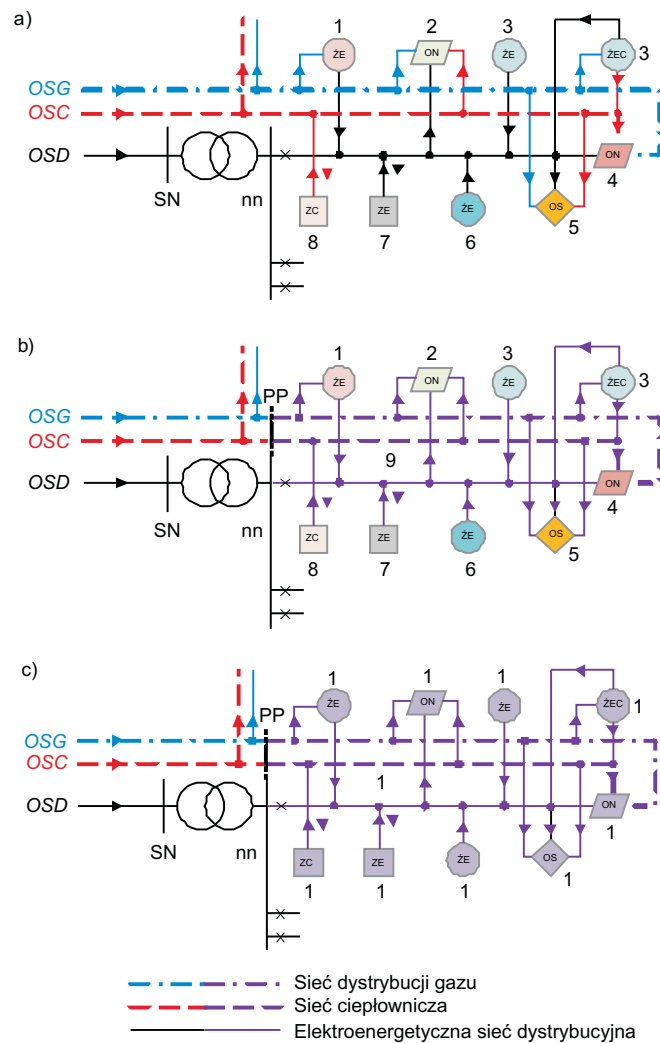 a)
1
2
3
ŻE
ON
ŻE
ŻEC
3
OSG
OSC
OSD
ON
4
SN
nn
ZC
ZE
ŻE
OS
5
8
7
6
b)
1
2
3
PP
ŻE
ON
ŻE
ŻEC
3
OSG
OSC
9
OSD
ON
4
SN
nn
ZC
ZE
ŻE
OS
5
8
7
6
c)
1
1
1
PP
ŻE
ON
ŻE
ŻEC
1
OSG
OSC
1
OSD
ON
1
SN
nn
ZC
ZE
ŻE
OS
1
1
1
1
Sieć dystrybucji gazu
Sieć ciepłownicza
Elektroenergetyczna sieć dystrybucyjna